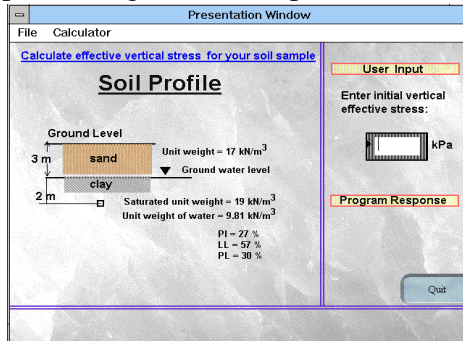 Presentation Window
File Calculator
Calculate effective vertical stress for your soil sample
Soil Profile
Ground Level
3 m
sand
Unit weight = 17 kN/m3
Ground water level
clay
2 m
Saturated unit weight = 19 kN/m3
Unit weight of water = 9.81 kN/m3
PI = 27 %
LL = 57 %
PL = 30 %
User Input
Enter initial vertical
effective stress:
kPa
Program Response
Quit